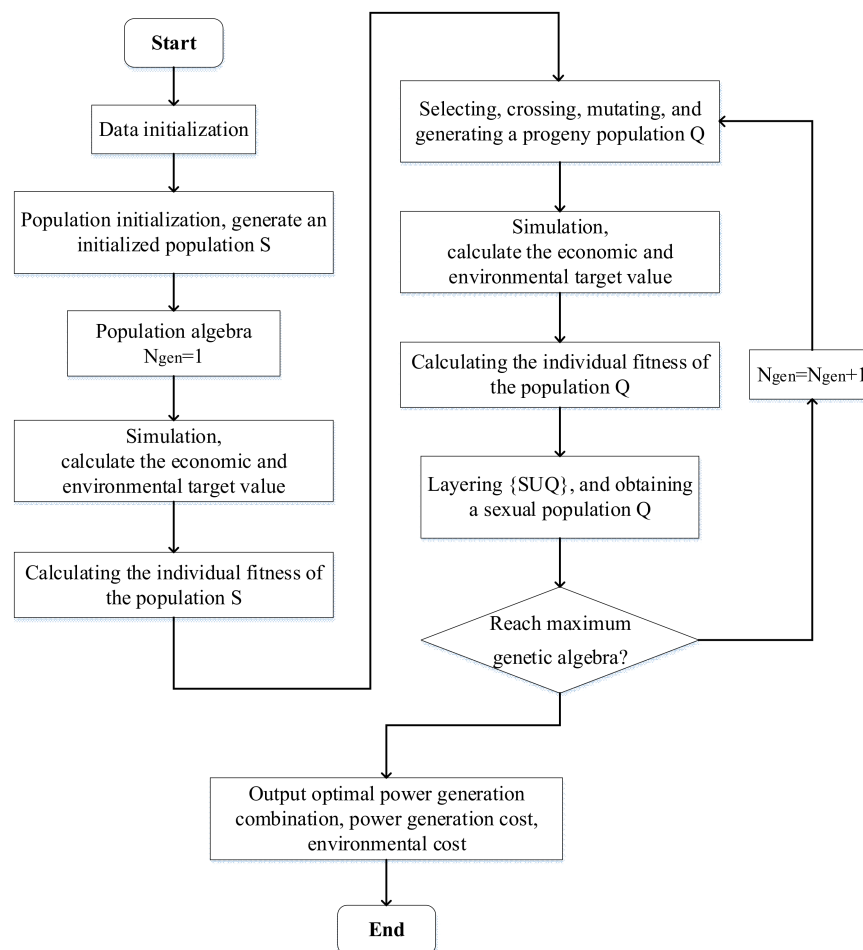 Start
Data initialization
Population initialization, generate an
initialized population S
Population algebra
Ngen=1
Simulation,
calculate the economic and
environmental target value
Calculating the individual fitness of
the population S
Selecting, crossing, mutating, and
generating a progeny population Q
Simulation,
calculate the economic and
environmental target value
Calculating the individual fitness of
the population Q
Layering {SUQ}, and obtaining
a sexual population Q
Reach maximum
genetic algebra?
Ngen=Ngen+1
Output optimal power generation
combination, power generation cost,
environmental cost
End